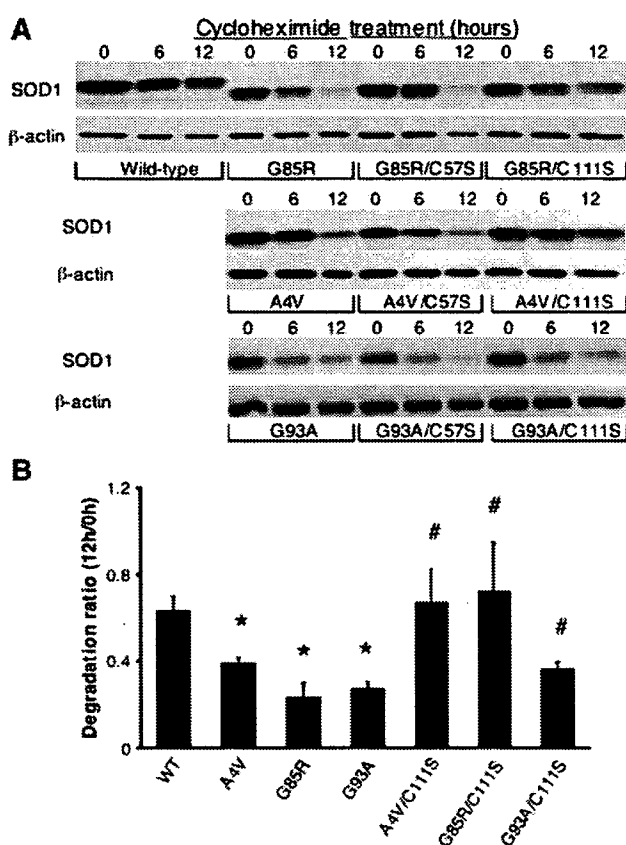 A
Cycloheximide treatment (hours)
0 6 12 0 6 12 0 6 12 0 6 12
SOD1
β-actin
Wild-type G85R G85R/C57S G85R/C111S
0 6 12 0 6 12 0 6 12
SOD1
β-actin
A4V A4V/C57S A4V/C111S
0 6 12 0 6 12 0 6 12
SOD1
β-actin
G93A G93A/C57S G93A/C111S
B
Degradation ratio (12h/0h)
1.2
0.8
0.4
0
* * * # # #
WT A4V G85R G93A A4V/C111S G85R/C111S G93A/C111S